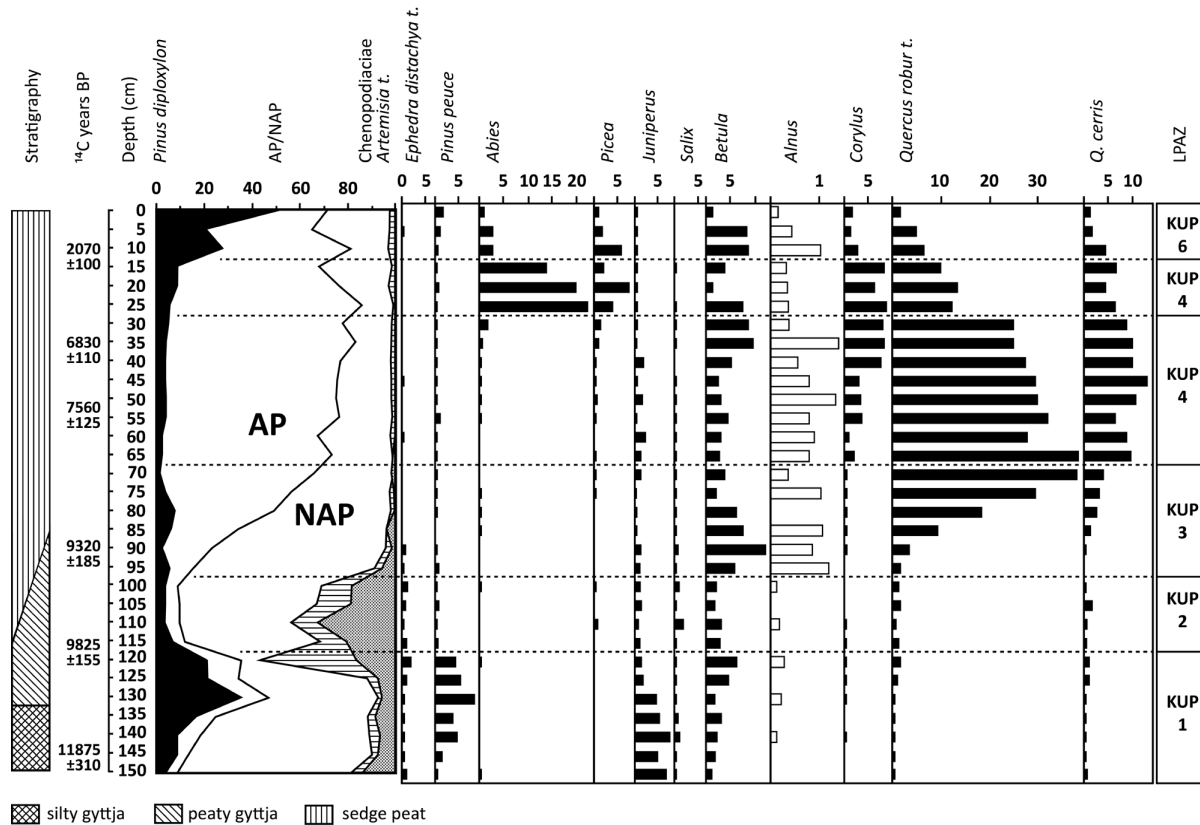 Stratigraphy
¹⁴C years BP
Depth (cm)
Pinus diploxylon
AP/NAP
Chenopodiaciae
Artemisia t.
Ephedra distachya t.
Pinus peuce
Abies
Picea
Juniperus
Salix
Betula
Alnus
Corylus
Quercus robur t.
Q. cerris
LPAZ
0 20 40 60 80 0 5 5 5 10 15 20 5 5 5 5 1 5 10 20 30 5 10
0
5
10
15
20
25
30
35
40
45
50
55
60
65
70
75
80
85
90
95
100
105
110
115
120
125
130
135
140
145
150
2070
±100
6830
±110
7560
±125
9320
±185
9825
±155
11875
±310
AP
NAP
KUP
6
KUP
4
KUP
4
KUP
3
KUP
2
KUP
1
silty gyttja peaty gyttja sedge peat